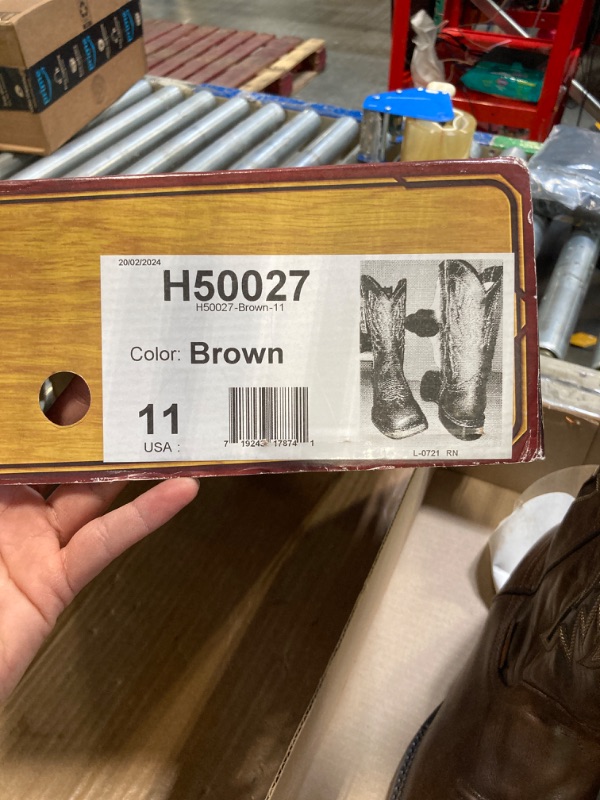 20/02/2024
H50027
H50027-Brown-11
Color: Brown
11
USA :
7 19243 17874 1
L-0721 RN